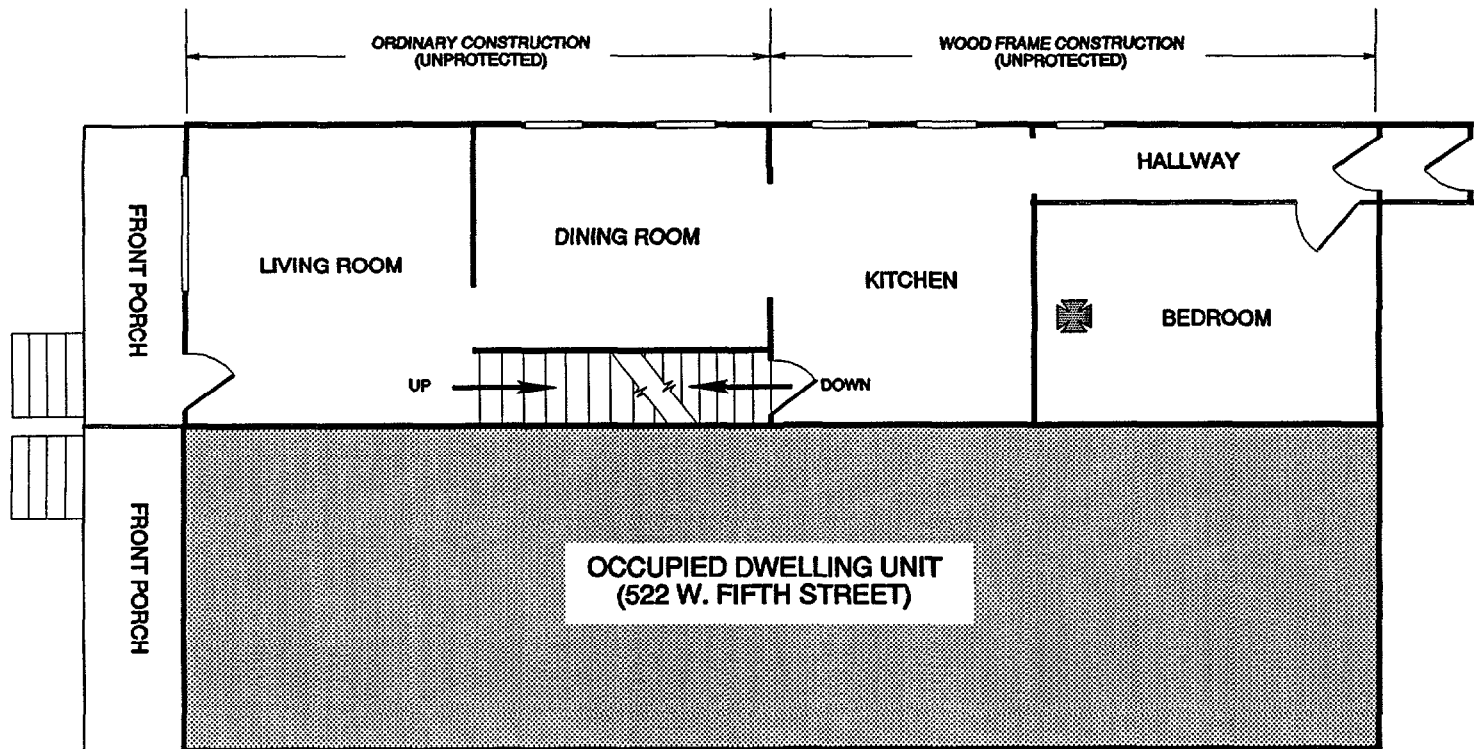 ORDINARY CONSTRUCTION
(UNPROTECTED)
WOOD FRAME CONSTRUCTION
(UNPROTECTED)
HALLWAY
FRONT PORCH
LIVING ROOM
DINING ROOM
KITCHEN
BEDROOM
UP
DOWN
FRONT PORCH
OCCUPIED DWELLING UNIT
(522 W. FIFTH STREET)